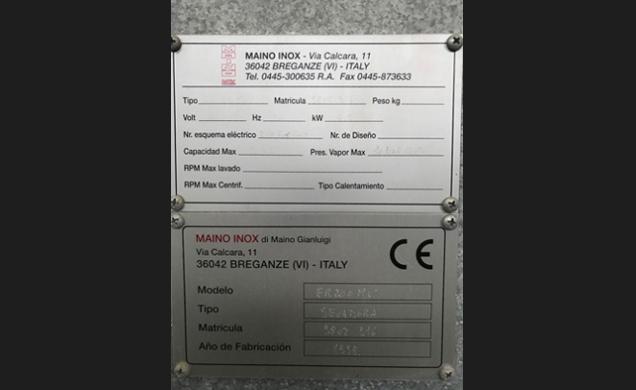 MAINO INOX - Via Calcara, 11
36042 BREGANZE (VI) - ITALY
Tel. 0445-300635 R.A. Fax 0445-873633
Tipo Matricula Peso kg
Volt Hz kW
Nr. esquema eléctrico Nr. de Diseño
Capacidad Max Pres. Vapor Max
RPM Max lavado
RPM Max Centrif. Tipo Calentamiento
MAINO INOX di Maino Gianluigi
Via Calcara, 11
36042 BREGANZE (VI) - ITALY
CE
Modelo
Tipo
Matricula
Año de Fabricación